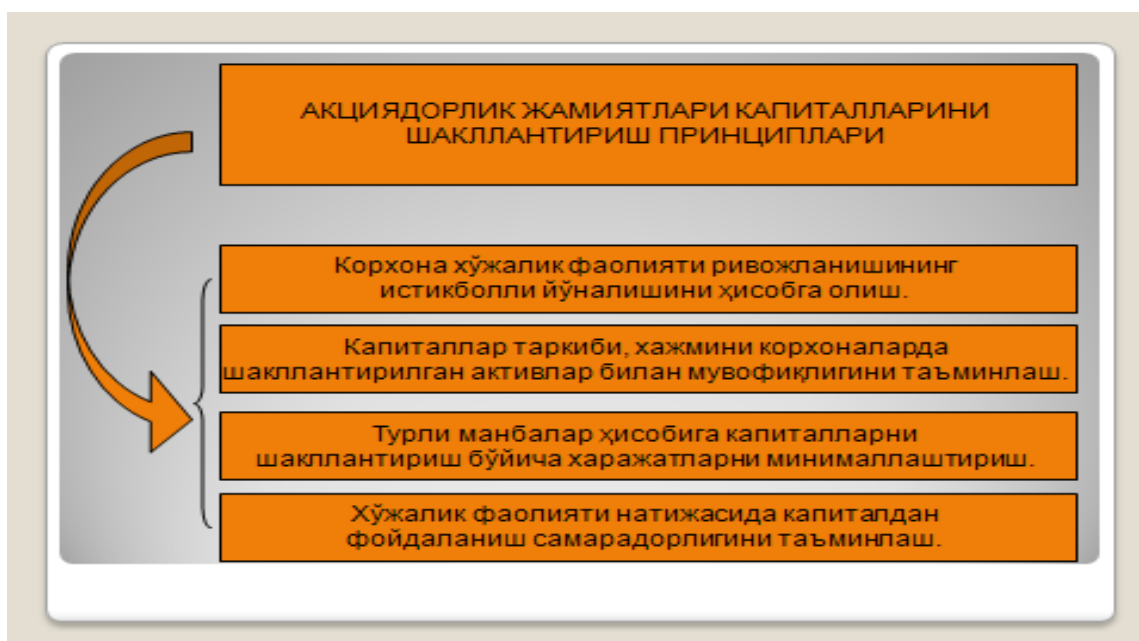 АКЦИЯДОРЛИК ЖАМИЯТЛАРИ КАПИТАЛЛАРИНИ
ШАКЛЛАНТИРИШ ПРИНЦИПЛАРИ
Корхона хўжалик фаолияти ривожланишининг
истикболли йўналишини ҳисобга олиш.
Капиталлар таркиби, хажмини корхоналарда
шакллантирилган активлар билан мувофиқлигини таъминлаш.
Турли манбалар ҳисобига капиталларни
шакллантириш бўйича харажатларни минималлаштириш.
Хўжалик фаолияти натижасида капиталдан
фойдаланиш самарадорлигини таъминлаш.